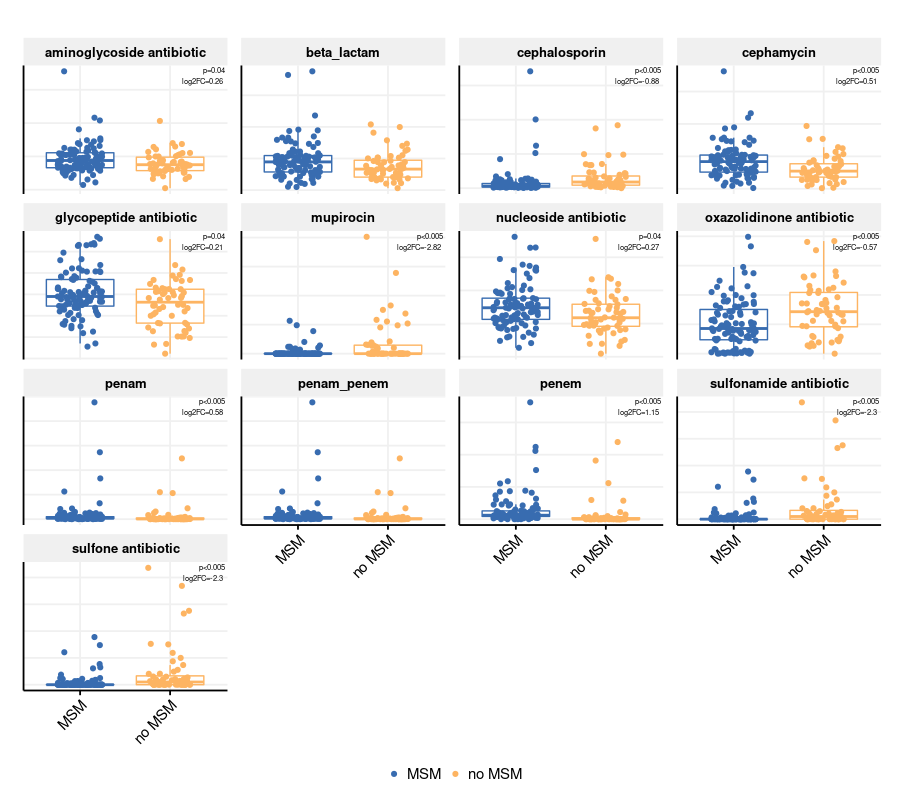 aminoglycoside antibiotic
p=0.04
log2FC=0.26
beta_lactam
cephalosporin
p<0.005
log2FC=-0.88
cephamycin
p<0.005
log2FC=0.51
glycopeptide antibiotic
p=0.04
log2FC=0.21
mupirocin
p<0.005
log2FC=-2.82
nucleoside antibiotic
p=0.04
log2FC=0.27
oxazolidinone antibiotic
p<0.005
log2FC=-0.57
penam
p<0.005
log2FC=0.58
penam_penem
penem
p<0.005
log2FC=1.15
sulfonamide antibiotic
p<0.005
log2FC=-2.3
MSM
no MSM
MSM
no MSM
MSM
no MSM
sulfone antibiotic
p<0.005
log2FC=-2.3
MSM
no MSM
MSM
no MSM